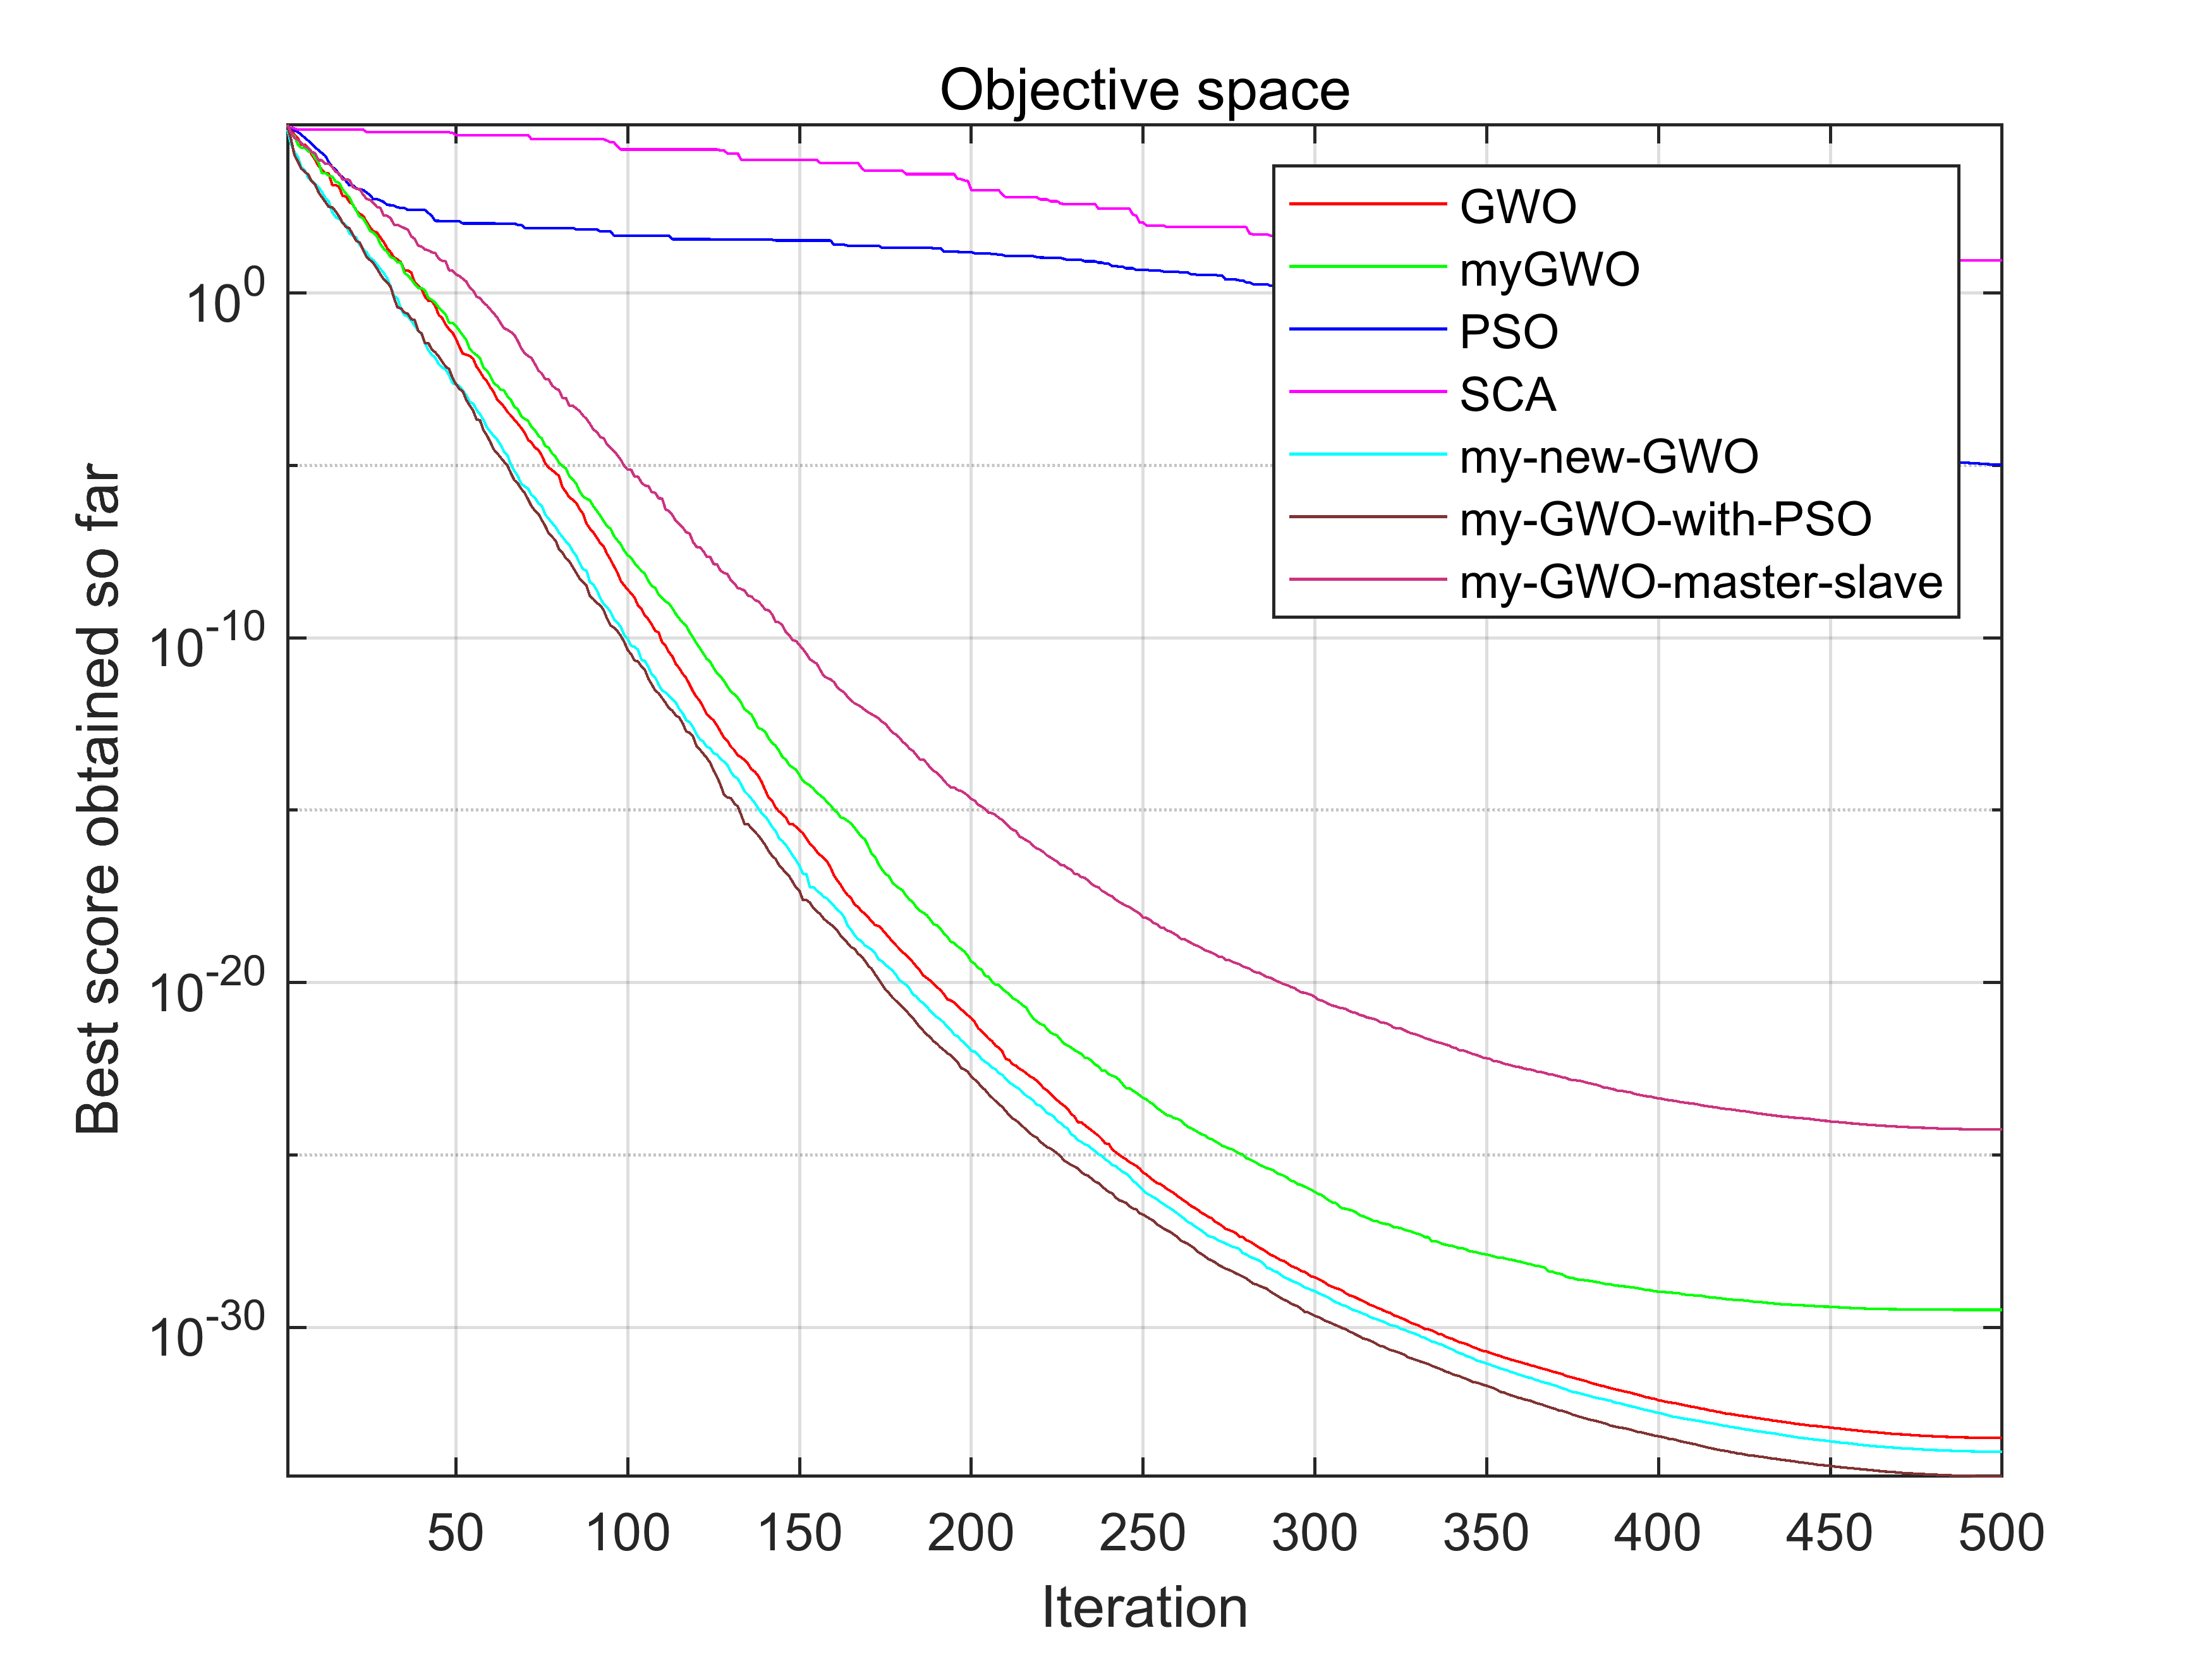 Objective space
Best score obtained so far
10^0
10^-10
10^-20
10^-30
GWO
myGWO
PSO
SCA
my-new-GWO
my-GWO-with-PSO
my-GWO-master-slave
50 100 150 200 250 300 350 400 450 500
Iteration